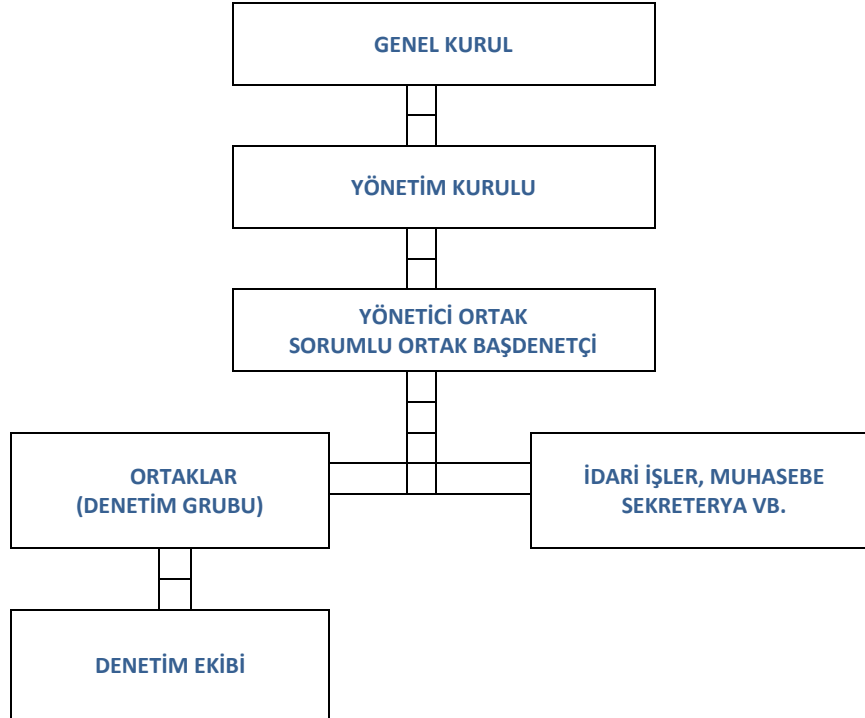 GENEL KURUL
YÖNETİM KURULU
YÖNETİCİ ORTAK
SORUMLU ORTAK BAŞDENETÇİ
ORTAKLAR
(DENETİM GRUBU)
İDARİ İŞLER, MUHASEBE
SEKRETERYA VB.
DENETİM EKİBİ